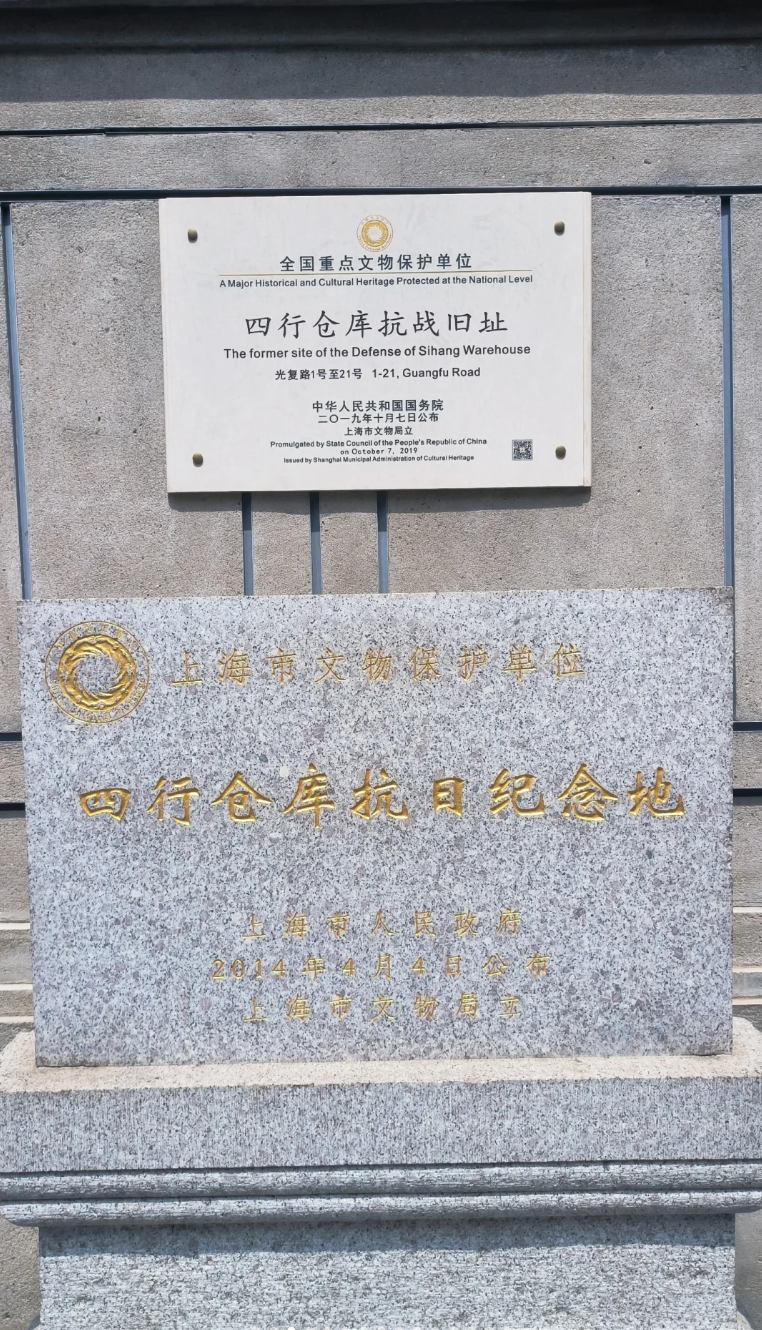 全国重点文物保护单位
A Major Historical and Cultural Heritage Protected at the National Level
四行仓库抗战旧址
The former site of the Defense of Sihang Warehouse
光复路1号至21号 1-21, Guangfu Road
中华人民共和国国务院
二〇一九年十月七日公布
上海市文物局立
Promulgated by State Council of the People's Republic of China
on October 7, 2019
Issued by Shanghai Municipal Administration of Cultural Heritage
上海市文物保护单位
四行仓库抗日纪念地
上海市人民政府
2014年4月4日公布
上海市文物局立